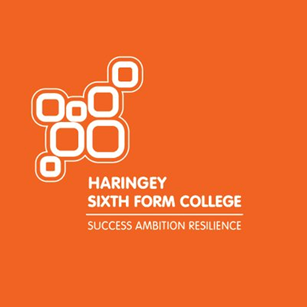 HARINGEY
SIXTH FORM COLLEGE
SUCCESS AMBITION RESILIENCE